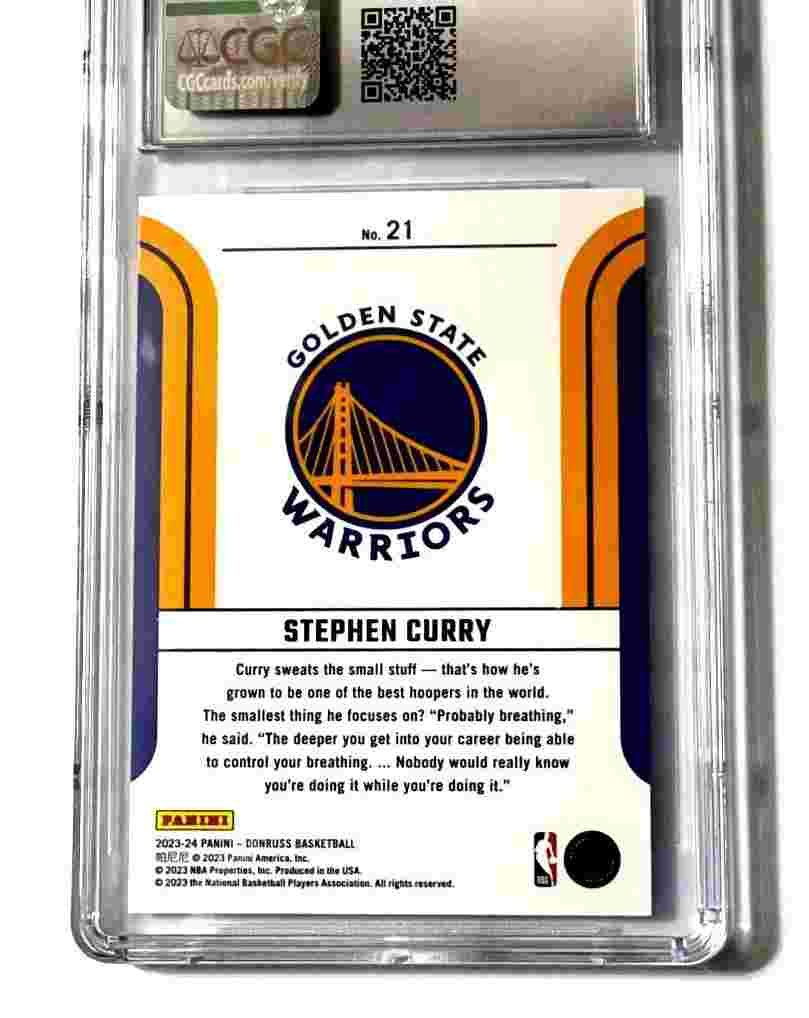 CGC
CGCcards.com/verify
No. 21
GOLDEN STATE
WARRIORS
STEPHEN CURRY
Curry sweats the small stuff — that's how he's
grown to be one of the best hoopers in the world.
The smallest thing he focuses on? “Probably breathing,”
he said. “The deeper you get into your career being able
to control your breathing. ... Nobody would really know
you're doing it while you're doing it.”
PANINI
2023-24 PANINI – DONRUSS BASKETBALL
帕尼尼 © 2023 Panini America, Inc.
© 2023 NBA Properties, Inc. Produced in the USA.
© 2023 the National Basketball Players Association. All rights reserved.